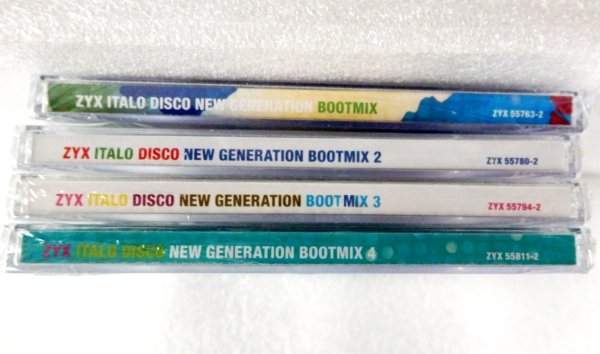 ZYX ITALO DISCO NEW GENERATION BOOTMIX ZYX 55763-2
ZYX ITALO DISCO NEW GENERATION BOOTMIX 2 ZYX 55780-2
ZYX ITALO DISCO NEW GENERATION BOOTMIX 3 ZYX 55794-2
ZYX ITALO DISCO NEW GENERATION BOOTMIX 4 ZYX 55811-2